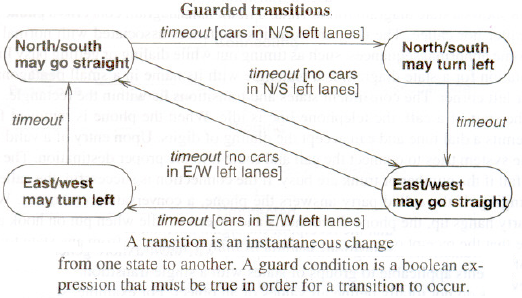 Guarded transitions.
timeout [cars in N/S left lanes]
North/south
may go straight
North/south
may turn left
timeout [no cars
in N/S left lanes]
timeout
timeout
timeout [no cars
in E/W left lanes]
East/west
may turn left
East/west
may go straight
timeout [cars in E/W left lanes]
A transition is an instantaneous change
from one state to another. A guard condition is a boolean ex-
pression that must be true in order for a transition to occur.